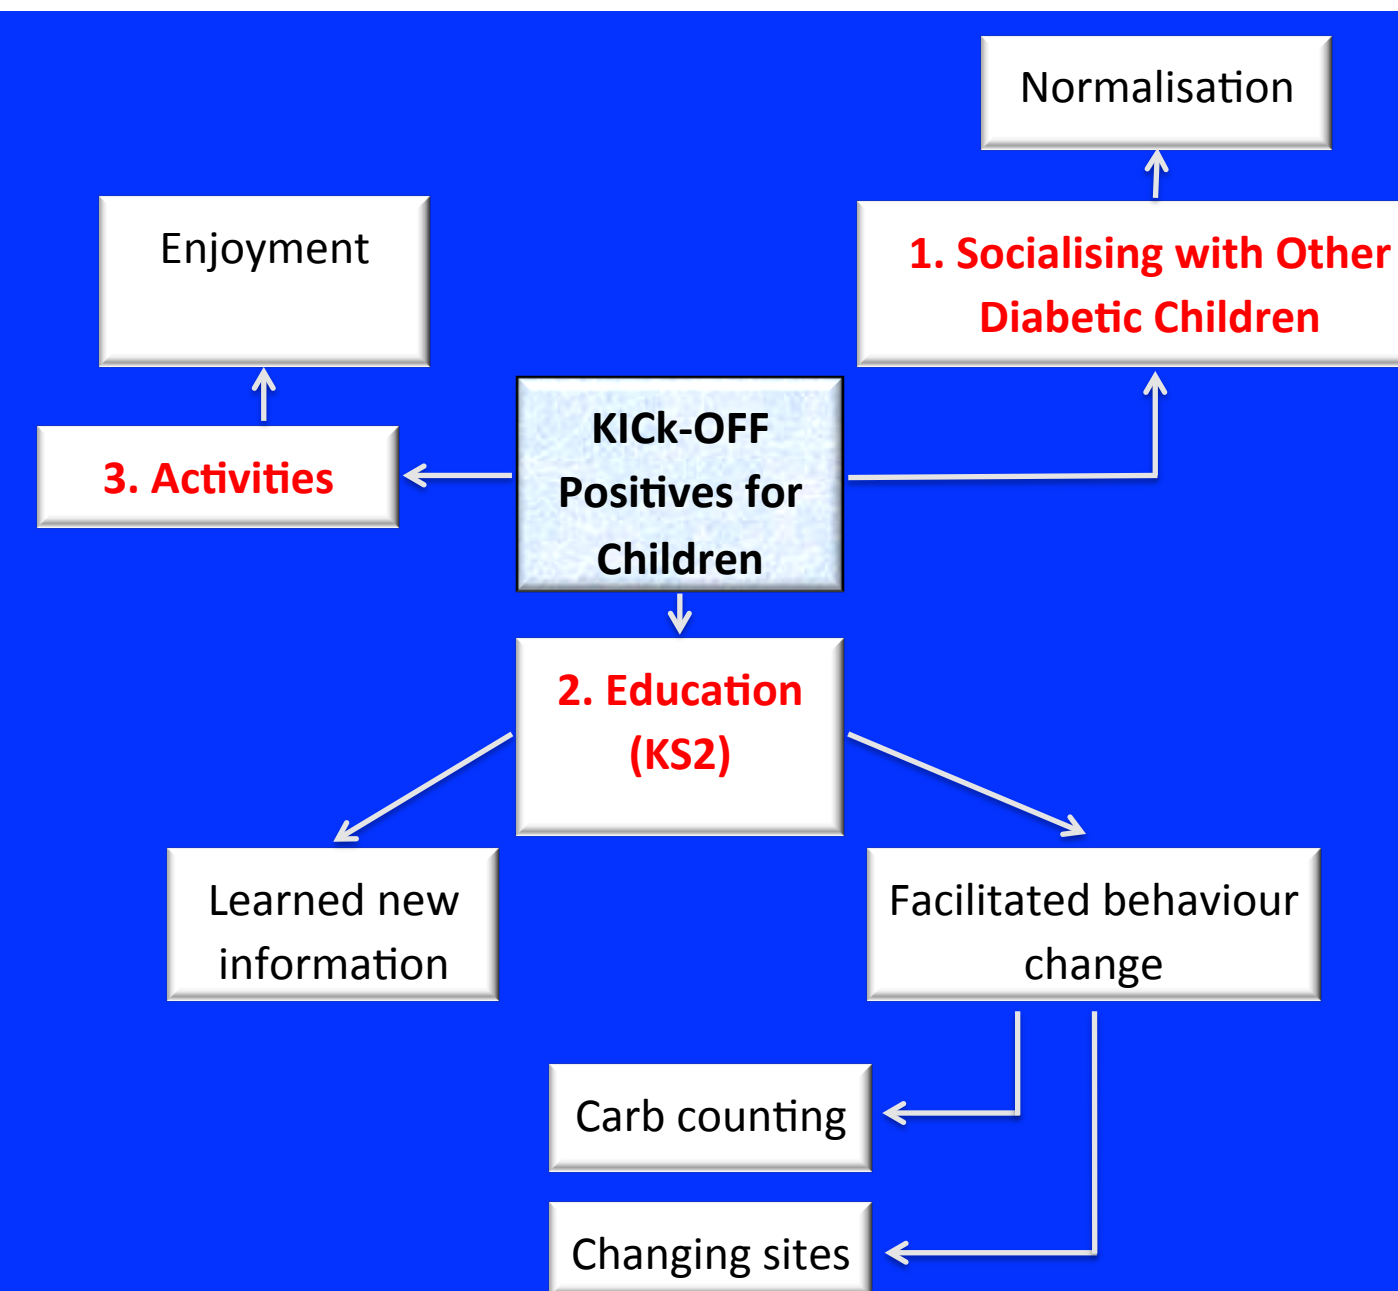 Normalisation
Enjoyment
1. Socialising with Other
Diabetic Children
KICk-OFF
Positives for
Children
3. Activities
2. Education
(KS2)
Learned new
information
Facilitated behaviour
change
Carb counting
Changing sites